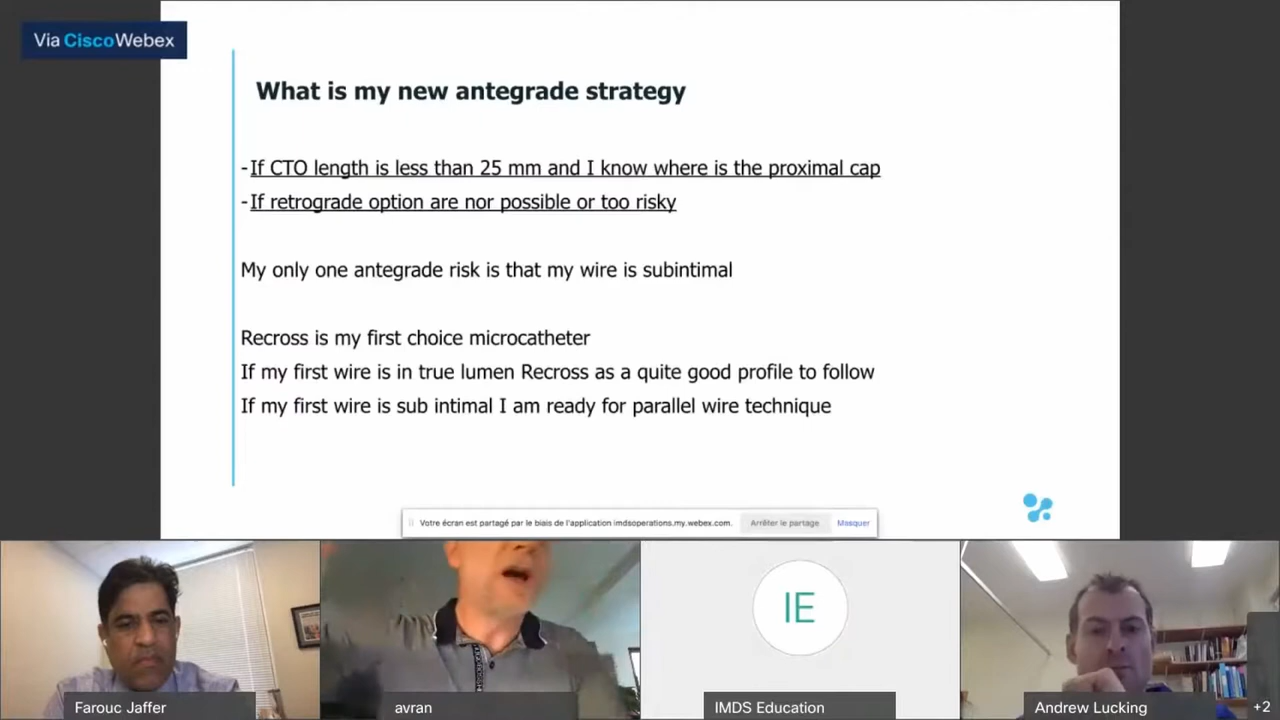 Via CiscoWebex
What is my new antegrade strategy
-If CTO length is less than 25 mm and I know where is the proximal cap
-If retrograde option are nor possible or too risky
My only one antegrade risk is that my wire is subintimal
Recross is my first choice microcatheter
If my first wire is in true lumen Recross as a quite good profile to follow
If my first wire is sub intimal I am ready for parallel wire technique
Votre écran est partagé par le biais de l'application imdsoperations.my.webex.com. Arrêter le partage Masquer
IE
Farouc Jaffer avran IMDS Education Andrew Lucking +2